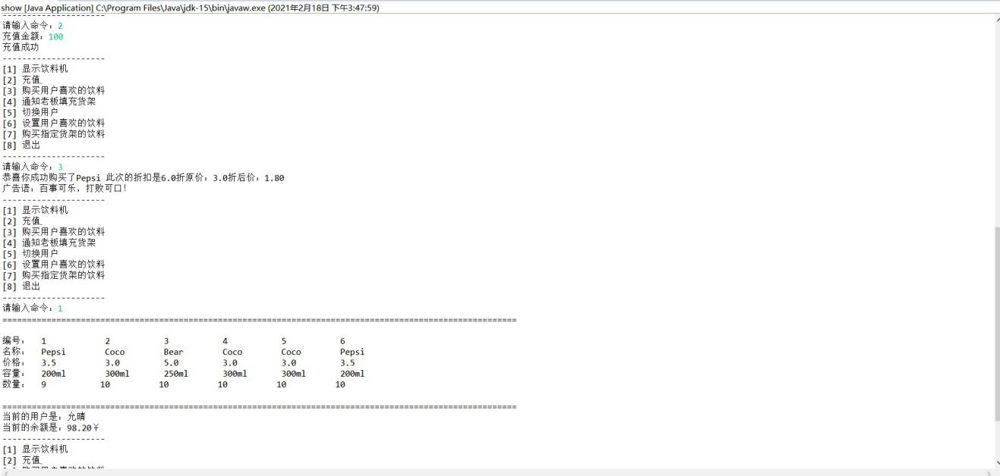 show [Java Application] C:\Program Files\Java\jdk-15\bin\javaw.exe (2021年2月18日 下午3:47:59)
---------------------
请输入命令：2
充值金额：100
充值成功
---------------------
[1] 显示饮料机
[2] 充值
[3] 购买用户喜欢的饮料
[4] 通知老板填充货架
[5] 切换用户
[6] 设置用户喜欢的饮料
[7] 购买指定货架的饮料
[8] 退出
---------------------
请输入命令：3
恭喜你成功购买了Pepsi 此次的折扣是6.0折原价：3.0折后价：1.80
广告语：百事可乐，打败可口！
---------------------
[1] 显示饮料机
[2] 充值
[3] 购买用户喜欢的饮料
[4] 通知老板填充货架
[5] 切换用户
[6] 设置用户喜欢的饮料
[7] 购买指定货架的饮料
[8] 退出
---------------------
请输入命令：1
=========================================================================================================
编号： 1 2 3 4 5 6
名称： Pepsi Coco Bear Coco Coco Pepsi
价格： 3.5 3.0 5.0 3.0 3.0 3.5
容量： 200ml 300ml 250ml 300ml 300ml 200ml
数量： 9 10 10 10 10 10
=========================================================================================================
当前的用户是：允晴
当前的余额是：98.20￥
---------------------
[1] 显示饮料机
[2] 充值